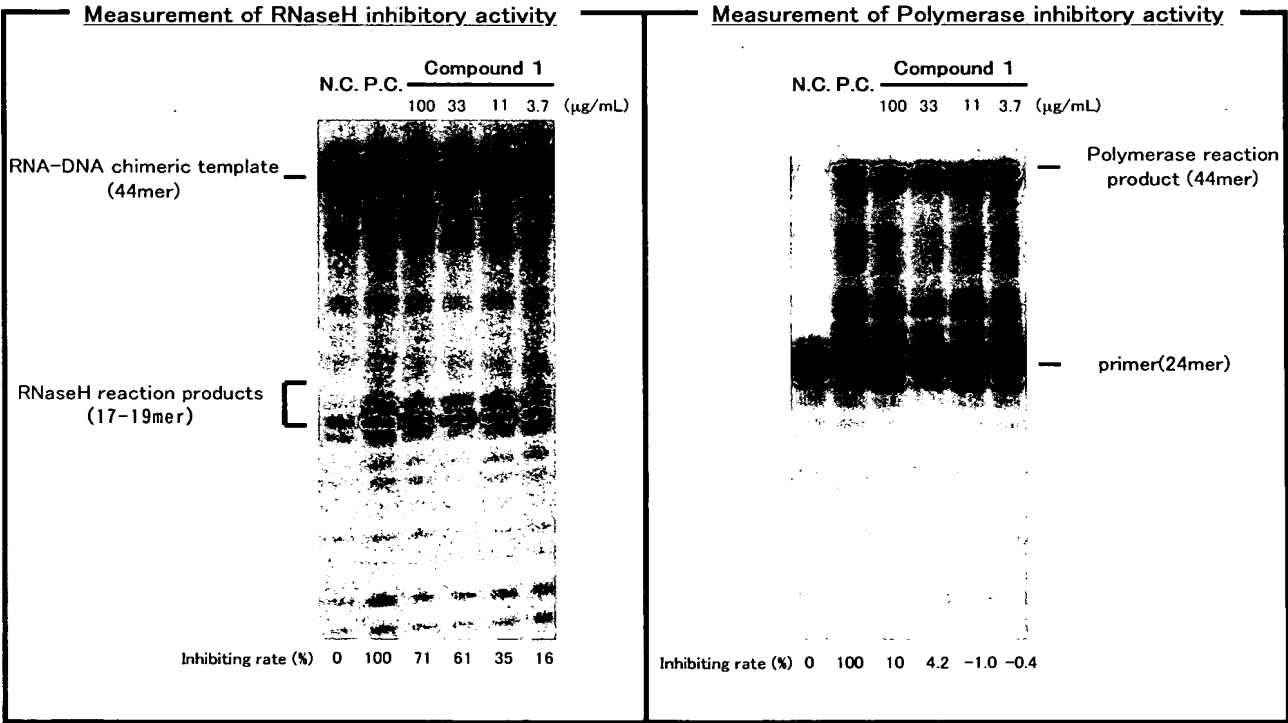 Measurement of RNaseH inhibitory activity
Compound 1
N.C. P.C.
100 33 11 3.7 (μg/mL)
RNA-DNA chimeric template
(44mer)
RNaseH reaction products
(17-19mer)
Inhibiting rate (%) 0 100 71 61 35 16
Measurement of Polymerase inhibitory activity
Compound 1
N.C. P.C.
100 33 11 3.7 (μg/mL)
Polymerase reaction
product (44mer)
primer(24mer)
Inhibiting rate (%) 0 100 10 4.2 -1.0 -0.4